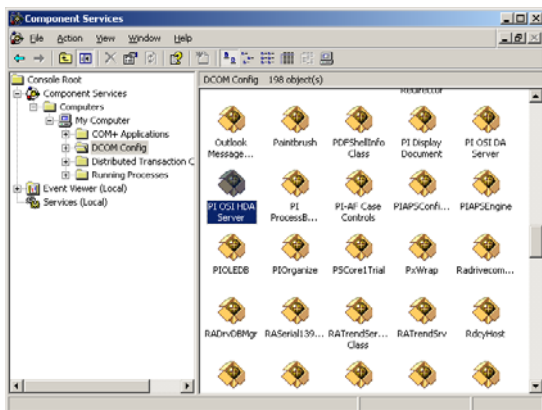 Component Services
File Action View Window Help
Console Root
Component Services
Computers
My Computer
COM+ Applications
DCOM Config
Distributed Transaction C
Running Processes
Event Viewer (Local)
Services (Local)
DCOM Config 198 object(s)
Redirector
Outlook Message...
Paintbrush
PDFShellInfo Class
PI Display Document
PI OSI DA Server
PI OSI HDA Server
PI ProcessB...
PI-AF Case Controls
PIAPSConfi...
PIAPSEngine
PIOLEDB
PIOrganize
PSCore1Trial
PxWrap
Radrivecom...
RADrvDBMgr
RASerial139...
RATrendSer... Class
RATrendSrv
RdcyHost